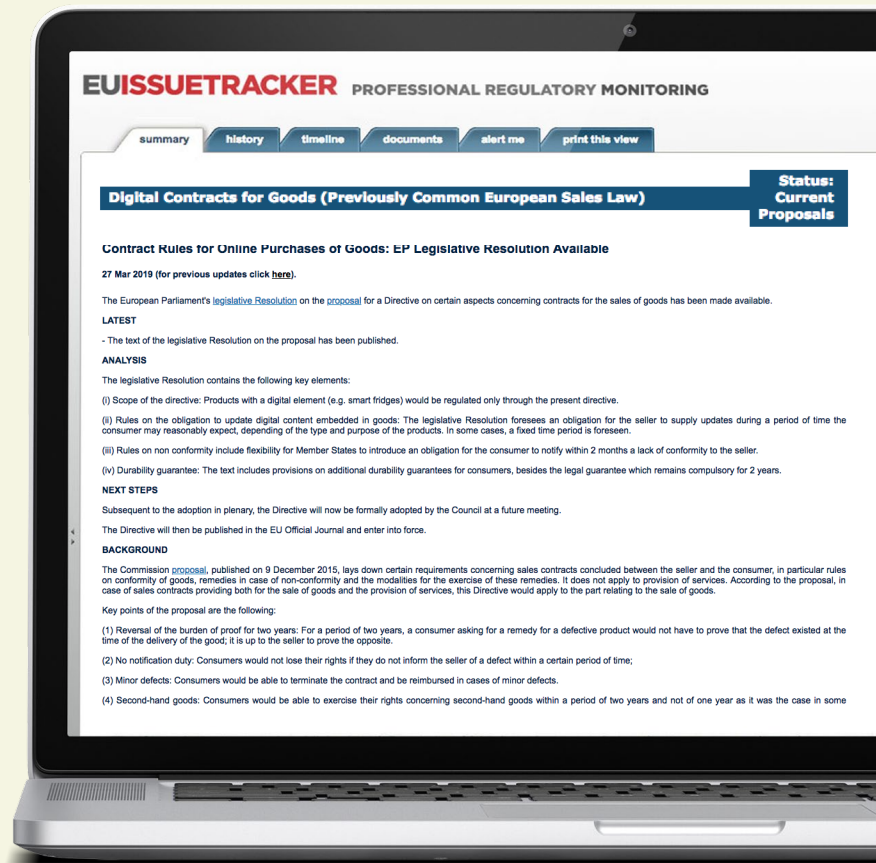 EUISSUETRACKER PROFESSIONAL REGULATORY MONITORING
summary history timeline documents alert me print this view
Digital Contracts for Goods (Previously Common European Sales Law)
Status:
Current
Proposals
Contract Rules for Online Purchases of Goods: EP Legislative Resolution Available
27 Mar 2019 (for previous updates click here).
The European Parliament's legislative Resolution on the proposal for a Directive on certain aspects concerning contracts for the sales of goods has been made available.
LATEST
- The text of the legislative Resolution on the proposal has been published.
ANALYSIS
The legislative Resolution contains the following key elements:
(i) Scope of the directive: Products with a digital element (e.g. smart fridges) would be regulated only through the present directive.
(ii) Rules on the obligation to update digital content embedded in goods: The legislative Resolution foresees an obligation for the seller to supply updates during a period of time the
consumer may reasonably expect, depending of the type and purpose of the products. In some cases, a fixed time period is foreseen.
(iii) Rules on non conformity include flexibility for Member States to introduce an obligation for the consumer to notify within 2 months a lack of conformity to the seller.
(iv) Durability guarantee: The text includes provisions on additional durability guarantees for consumers, besides the legal guarantee which remains compulsory for 2 years.
NEXT STEPS
Subsequent to the adoption in plenary, the Directive will now be formally adopted by the Council at a future meeting.
The Directive will then be published in the EU Official Journal and enter into force.
BACKGROUND
The Commission proposal, published on 9 December 2015, lays down certain requirements concerning sales contracts concluded between the seller and the consumer, in particular rules
on conformity of goods, remedies in case of non-conformity and the modalities for the exercise of these remedies. It does not apply to provision of services. According to the proposal, in
case of sales contracts providing both for the sale of goods and the provision of services, this Directive would apply to the part relating to the sale of goods.
Key points of the proposal are the following:
(1) Reversal of the burden of proof for two years: For a period of two years, a consumer asking for a remedy for a defective product would not have to prove that the defect existed at the
time of the delivery of the good; it is up to the seller to prove the opposite.
(2) No notification duty: Consumers would not lose their rights if they do not inform the seller of a defect within a certain period of time;
(3) Minor defects: Consumers would be able to terminate the contract and be reimbursed in cases of minor defects.
(4) Second-hand goods: Consumers would be able to exercise their rights concerning second-hand goods within a period of two years and not of one year as it was the case in some